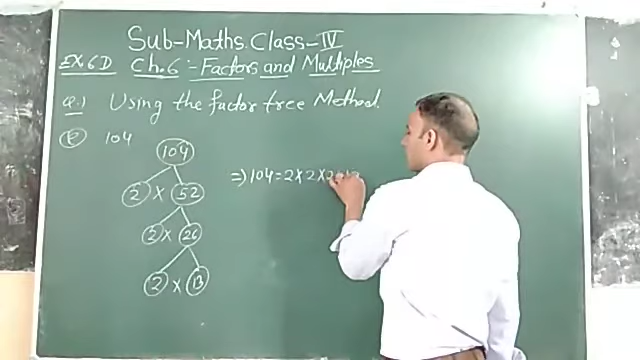 Sub-Maths. Class-IV
EX.6D Ch.6:- Factors and Multiples
Q.1) Using the factor tree Method.
104
104
2 × 52
⇒ 104 = 2 × 2 × 2
2 × 26
2 × 13